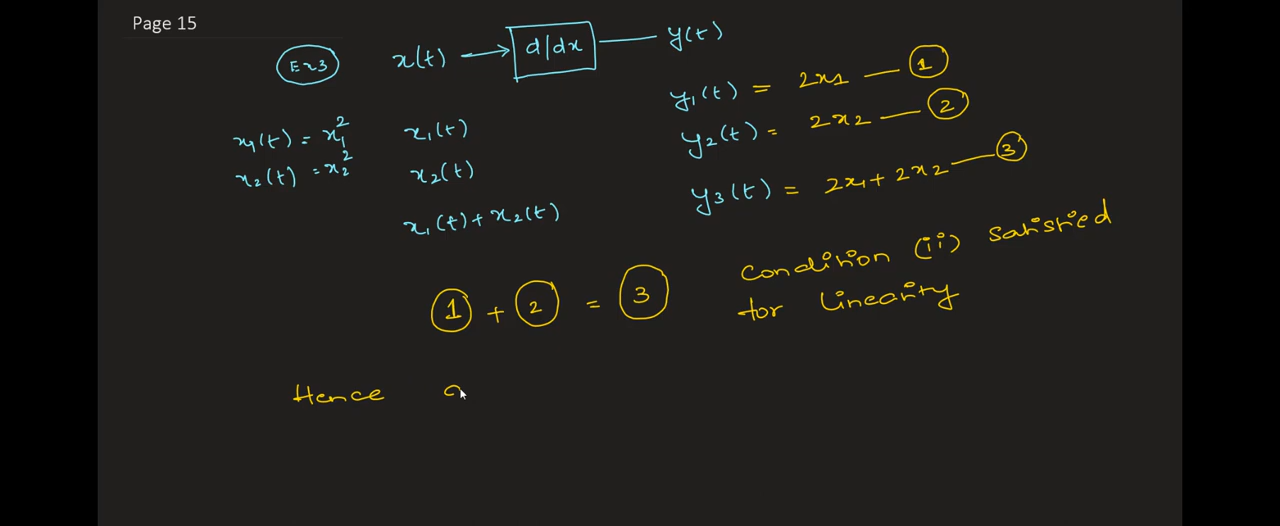 Page 15
Ex3 x(t) → d/dx — y(t)
x₁(t) = x₁² x₁(t) y₁(t) = 2x₁ — ①
x₂(t) = x₂² x₂(t) y₂(t) = 2x₂ — ②
x₁(t) + x₂(t) y₃(t) = 2x₁ + 2x₂ — ③
① + ② = ③
Condition (ii) satisfied
for linearity
Hence